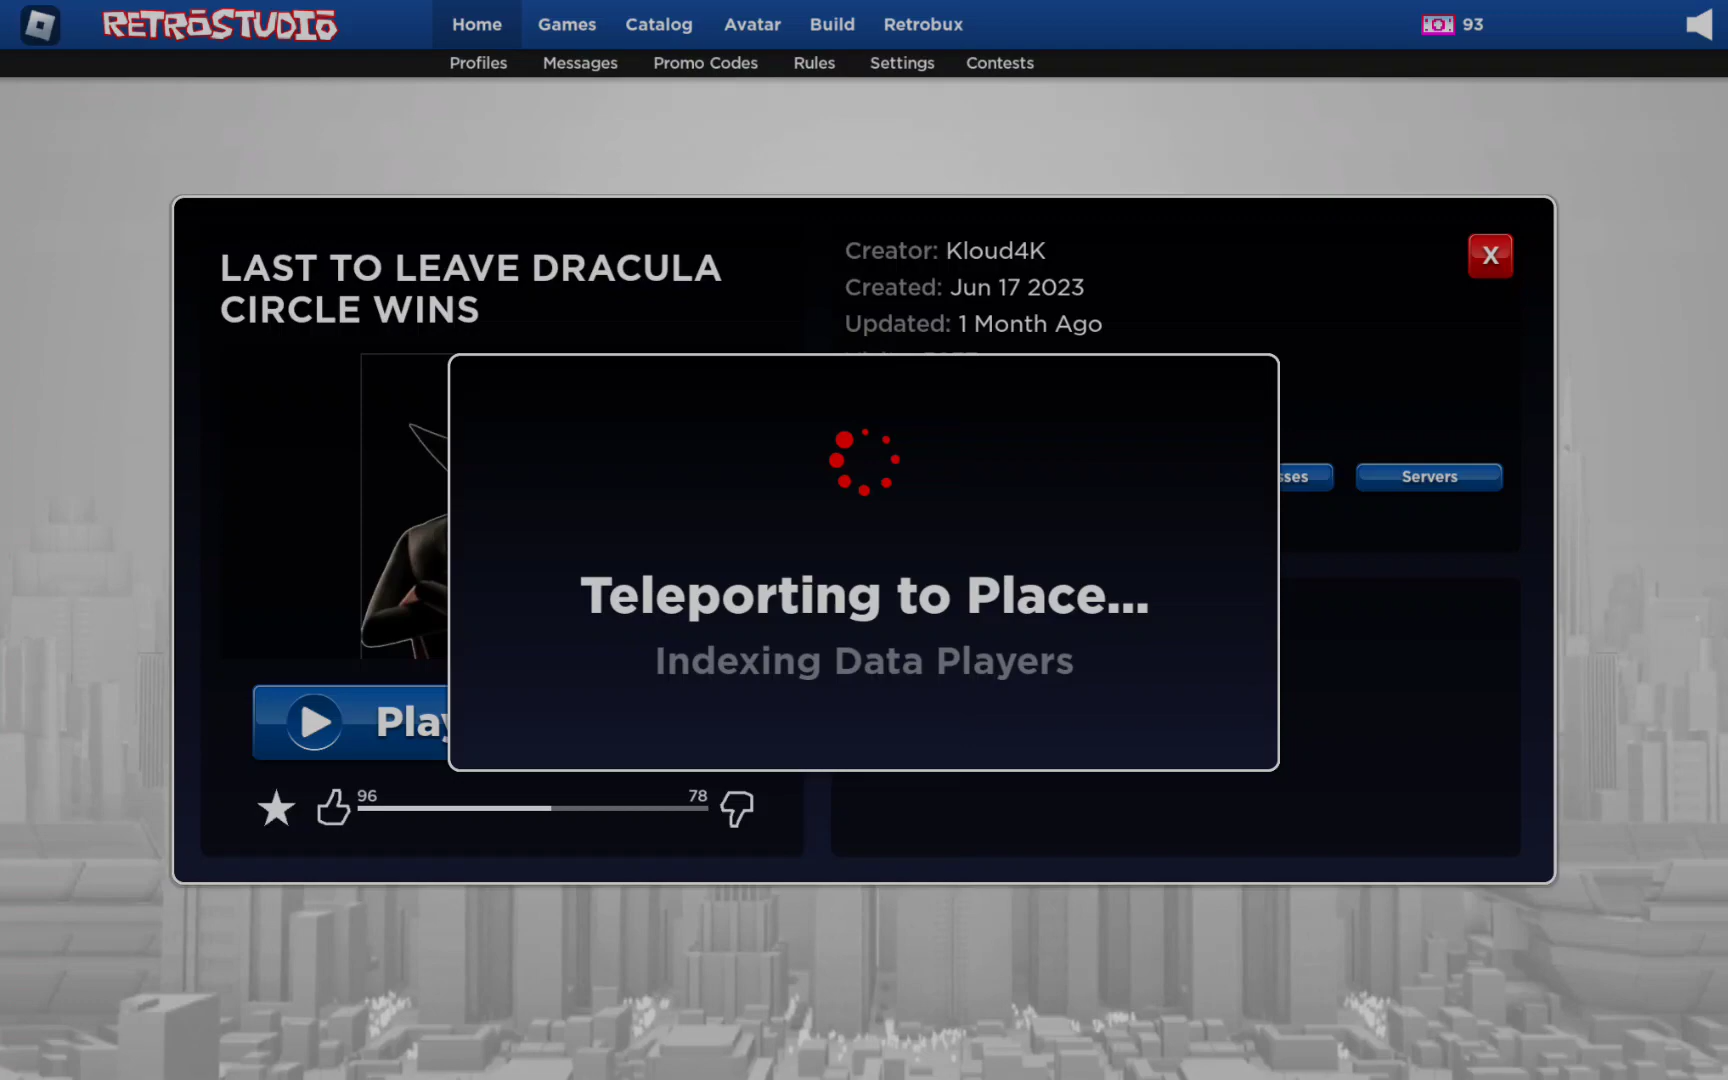 RETROSTUDIO
Home Games Catalog Avatar Build Retrobux 93
Profiles Messages Promo Codes Rules Settings Contests
LAST TO LEAVE DRACULA
CIRCLE WINS
Creator: Kloud4K
Created: Jun 17 2023
Updated: 1 Month Ago
X
Servers
Teleporting to Place...
Indexing Data Players
Play
96 78